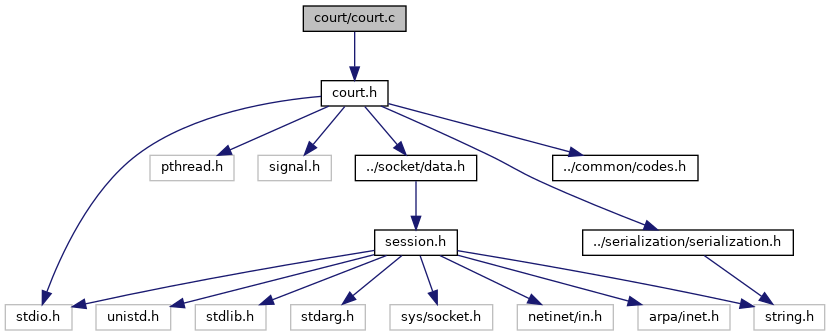 court/court.c
court.h
pthread.h
signal.h
../socket/data.h
../common/codes.h
session.h
../serialization/serialization.h
stdio.h
unistd.h
stdlib.h
stdarg.h
sys/socket.h
netinet/in.h
arpa/inet.h
string.h